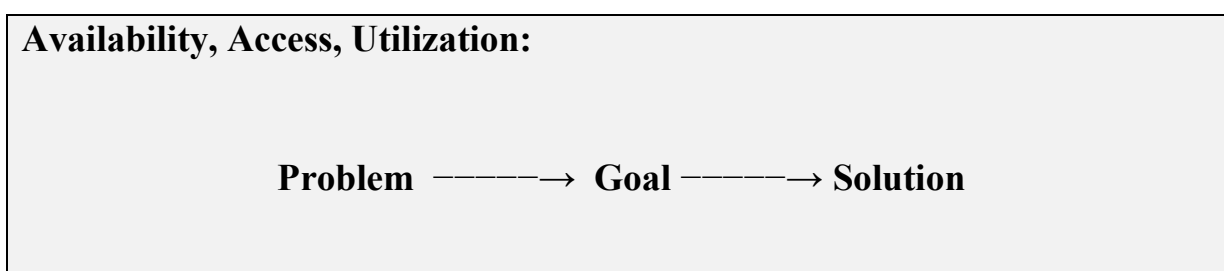 Availability, Access, Utilization:
Problem −−−−−→ Goal −−−−−→ Solution